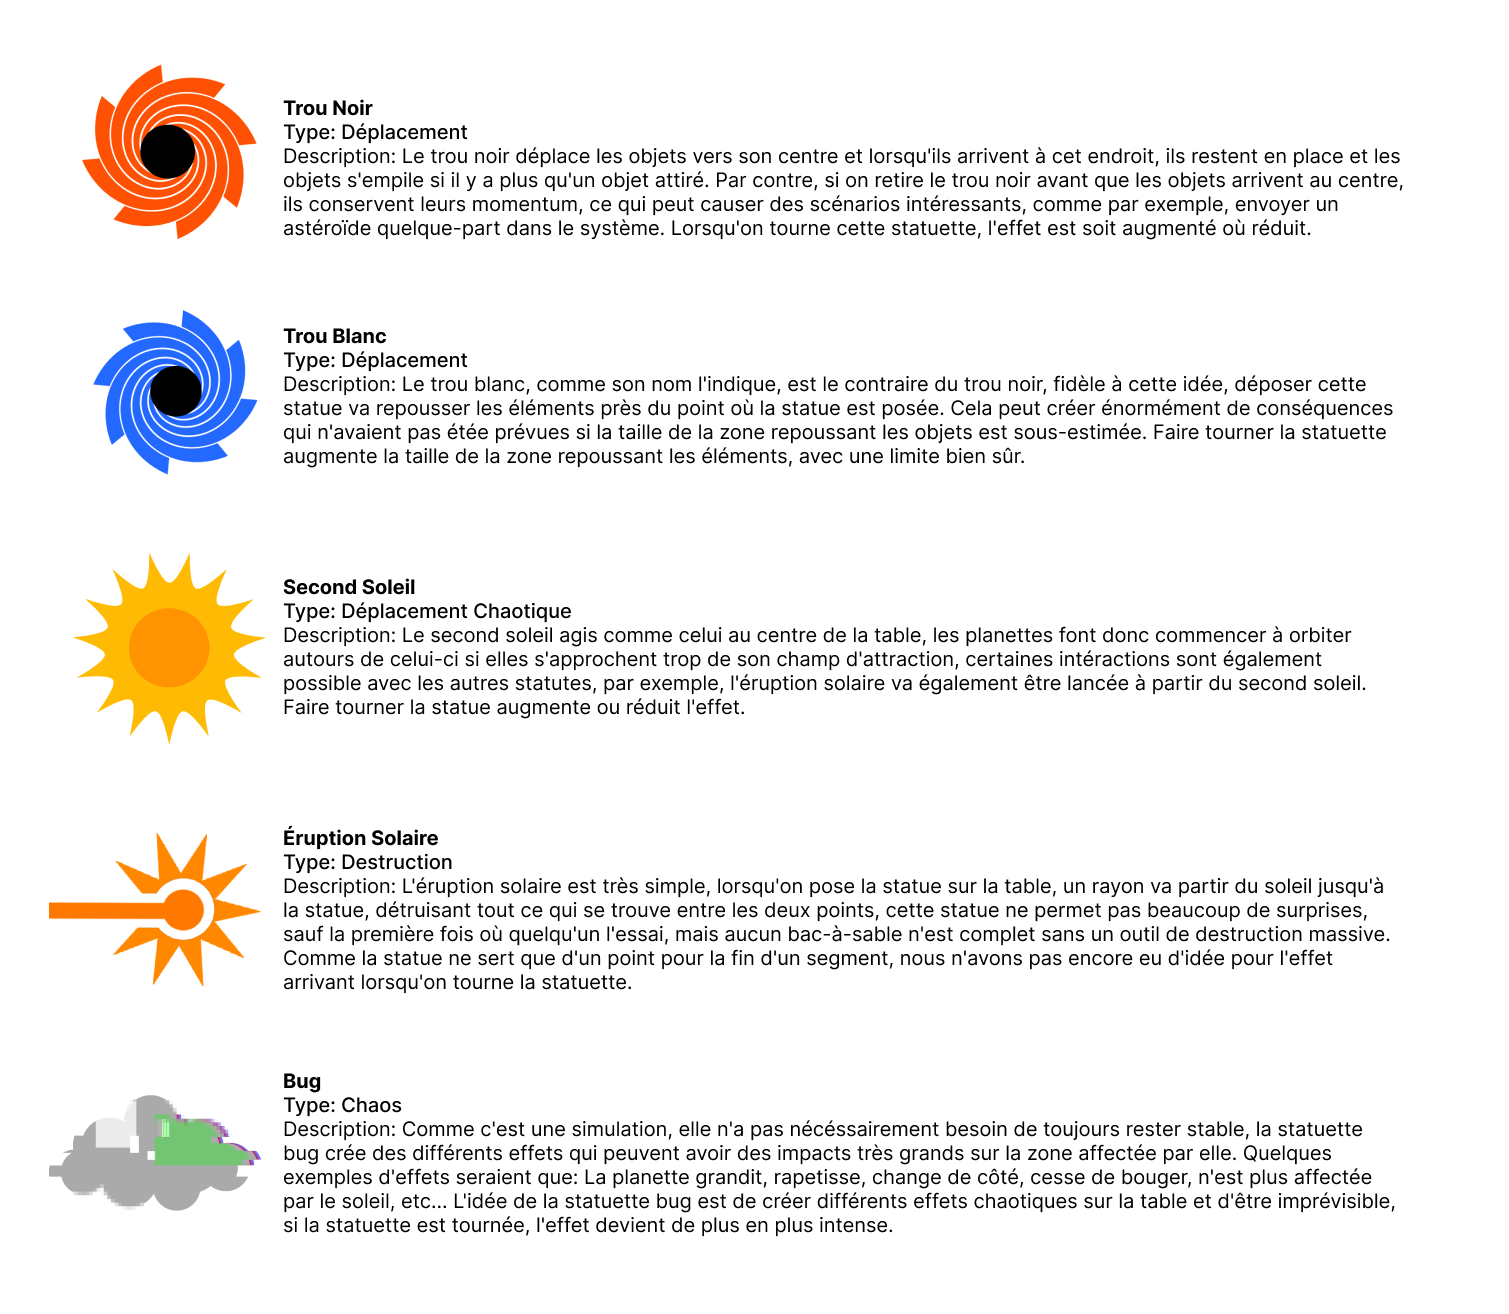 Trou Noir
Type: Déplacement
Description: Le trou noir déplace les objets vers son centre et lorsqu'ils arrivent à cet endroit, ils restent en place et les
objets s'empile si il y a plus qu'un objet attiré. Par contre, si on retire le trou noir avant que les objets arrivent au centre,
ils conservent leurs momentum, ce qui peut causer des scénarios intéressants, comme par exemple, envoyer un
astéroïde quelque-part dans le système. Lorsqu'on tourne cette statuette, l'effet est soit augmenté où réduit.
Trou Blanc
Type: Déplacement
Description: Le trou blanc, comme son nom l'indique, est le contraire du trou noir, fidèle à cette idée, déposer cette
statue va repousser les éléments près du point où la statue est posée. Cela peut créer énormément de conséquences
qui n'avaient pas étée prévues si la taille de la zone repoussant les objets est sous-estimée. Faire tourner la statuette
augmente la taille de la zone repoussant les éléments, avec une limite bien sûr.
Second Soleil
Type: Déplacement Chaotique
Description: Le second soleil agis comme celui au centre de la table, les planettes font donc commencer à orbiter
autours de celui-ci si elles s'approchent trop de son champ d'attraction, certaines intéractions sont également
possible avec les autres statutes, par exemple, l'éruption solaire va également être lancée à partir du second soleil.
Faire tourner la statue augmente ou réduit l'effet.
Éruption Solaire
Type: Destruction
Description: L'éruption solaire est très simple, lorsqu'on pose la statue sur la table, un rayon va partir du soleil jusqu'à
la statue, détruisant tout ce qui se trouve entre les deux points, cette statue ne permet pas beaucoup de surprises,
sauf la première fois où quelqu'un l'essai, mais aucun bac-à-sable n'est complet sans un outil de destruction massive.
Comme la statue ne sert que d'un point pour la fin d'un segment, nous n'avons pas encore eu d'idée pour l'effet
arrivant lorsqu'on tourne la statuette.
Bug
Type: Chaos
Description: Comme c'est une simulation, elle n'a pas nécéssairement besoin de toujours rester stable, la statuette
bug crée des différents effets qui peuvent avoir des impacts très grands sur la zone affectée par elle. Quelques
exemples d'effets seraient que: La planette grandit, rapetisse, change de côté, cesse de bouger, n'est plus affectée
par le soleil, etc... L'idée de la statuette bug est de créer différents effets chaotiques sur la table et d'être imprévisible,
si la statuette est tournée, l'effet devient de plus en plus intense.